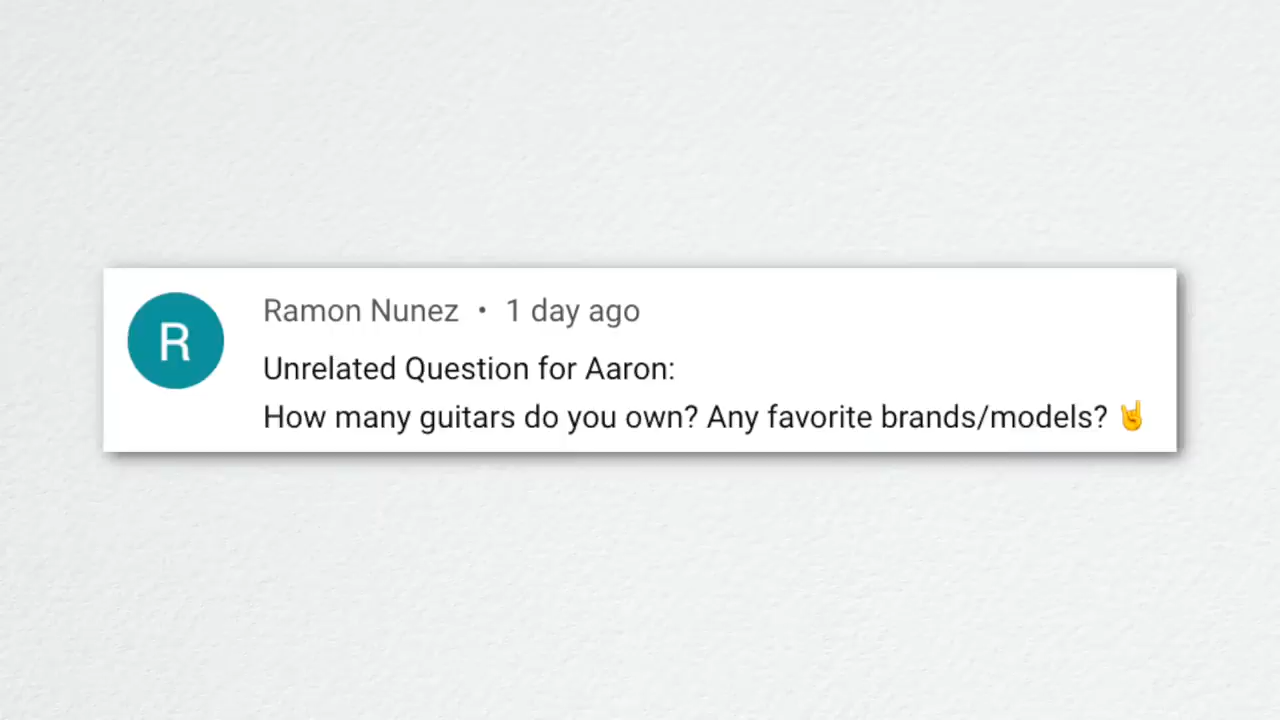 R
Ramon Nunez • 1 day ago
Unrelated Question for Aaron:
How many guitars do you own? Any favorite brands/models? 🤘